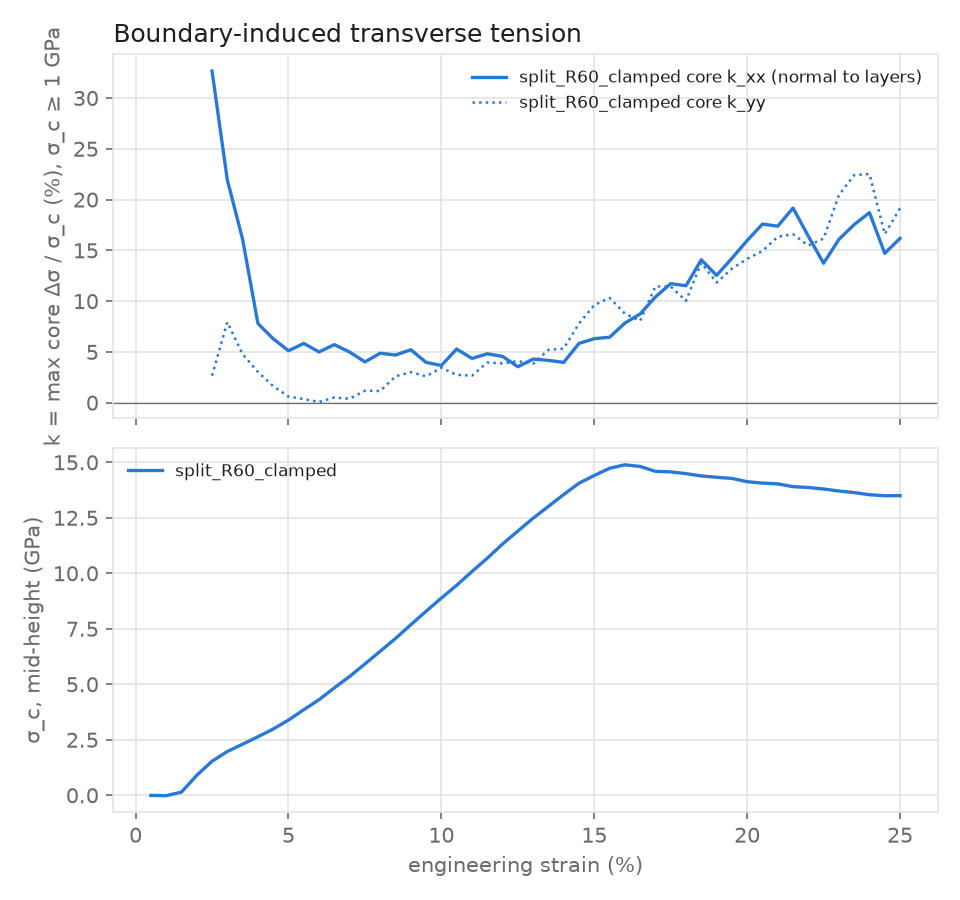 Boundary-induced transverse tension
k = max core Δσ / σ_c (%), σ_c ≥ 1 GPa
30
25
20
15
10
5
0
split_R60_clamped core k_xx (normal to layers)
split_R60_clamped core k_yy
σ_c, mid-height (GPa)
15.0
12.5
10.0
7.5
5.0
2.5
0.0
split_R60_clamped
0 5 10 15 20 25
engineering strain (%)